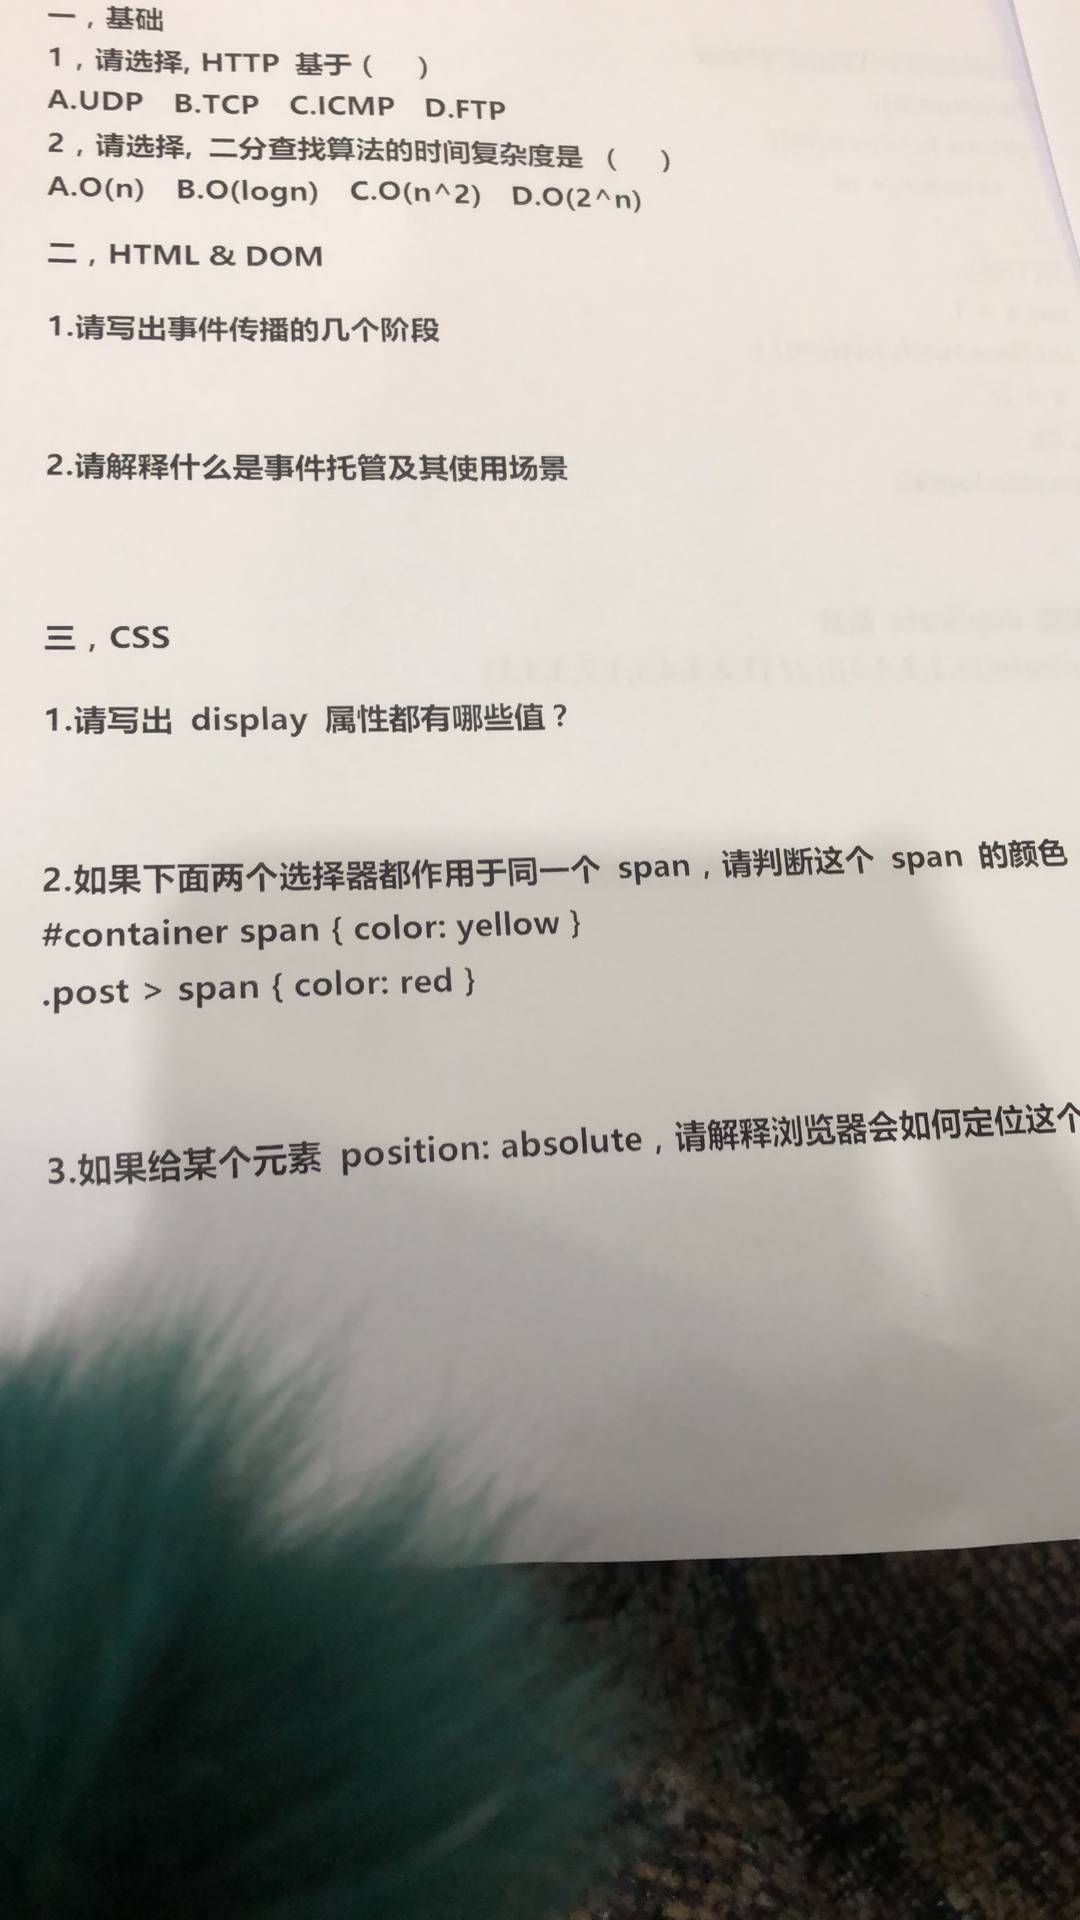 一，基础
1，请选择, HTTP 基于 (    )
A.UDP   B.TCP   C.ICMP   D.FTP
2，请选择, 二分查找算法的时间复杂度是 (    )
A.O(n)   B.O(logn)   C.O(n^2)   D.O(2^n)
二，HTML & DOM
1.请写出事件传播的几个阶段
2.请解释什么是事件托管及其使用场景
三，CSS
1.请写出 display 属性都有哪些值？
2.如果下面两个选择器都作用于同一个 span，请判断这个 span 的颜色
#container span { color: yellow }
.post > span { color: red }
3.如果给某个元素 position: absolute，请解释浏览器会如何定位这个